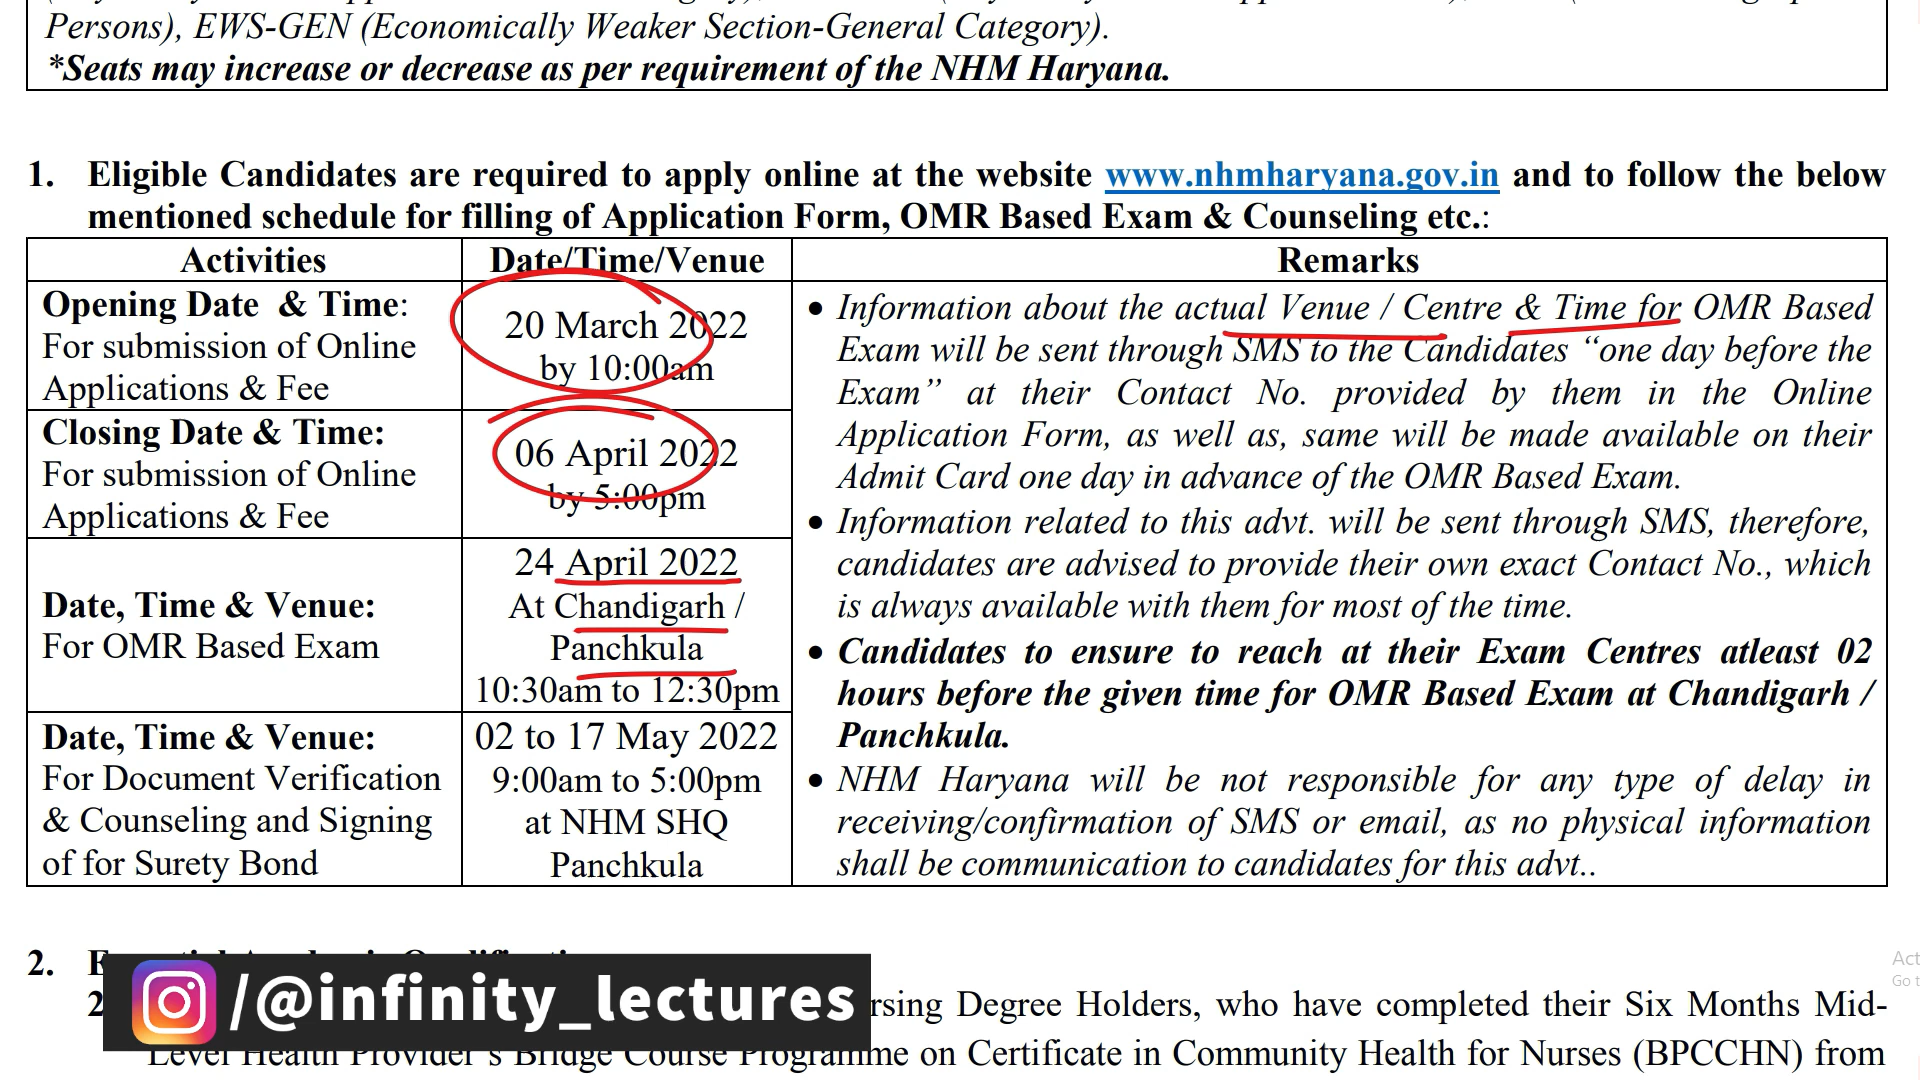 Persons), EWS-GEN (Economically Weaker Section-General Category).
*Seats may increase or decrease as per requirement of the NHM Haryana.
1. Eligible Candidates are required to apply online at the website www.nhmharyana.gov.in and to follow the below
mentioned schedule for filling of Application Form, OMR Based Exam & Counseling etc.:
Activities
Date/Time/Venue
Remarks
Opening Date & Time:
For submission of Online
Applications & Fee
20 March 2022
by 10:00am
Closing Date & Time:
For submission of Online
Applications & Fee
06 April 2022
by 5:00pm
Date, Time & Venue:
For OMR Based Exam
24 April 2022
At Chandigarh /
Panchkula
10:30am to 12:30pm
Date, Time & Venue:
For Document Verification
& Counseling and Signing
of for Surety Bond
02 to 17 May 2022
9:00am to 5:00pm
at NHM SHQ
Panchkula
• Information about the actual Venue / Centre & Time for OMR Based
Exam will be sent through SMS to the Candidates “one day before the
Exam” at their Contact No. provided by them in the Online
Application Form, as well as, same will be made available on their
Admit Card one day in advance of the OMR Based Exam.
• Information related to this advt. will be sent through SMS, therefore,
candidates are advised to provide their own exact Contact No., which
is always available with them for most of the time.
• Candidates to ensure to reach at their Exam Centres atleast 02
hours before the given time for OMR Based Exam at Chandigarh /
Panchkula.
• NHM Haryana will be not responsible for any type of delay in
receiving/confirmation of SMS or email, as no physical information
shall be communication to candidates for this advt..
2.
/@infinity_lectures
Degree Holders, who have completed their Six Months Mid-
Level Health Provider's Bridge Course Programme on Certificate in Community Health for Nurses (BPCCHN) from